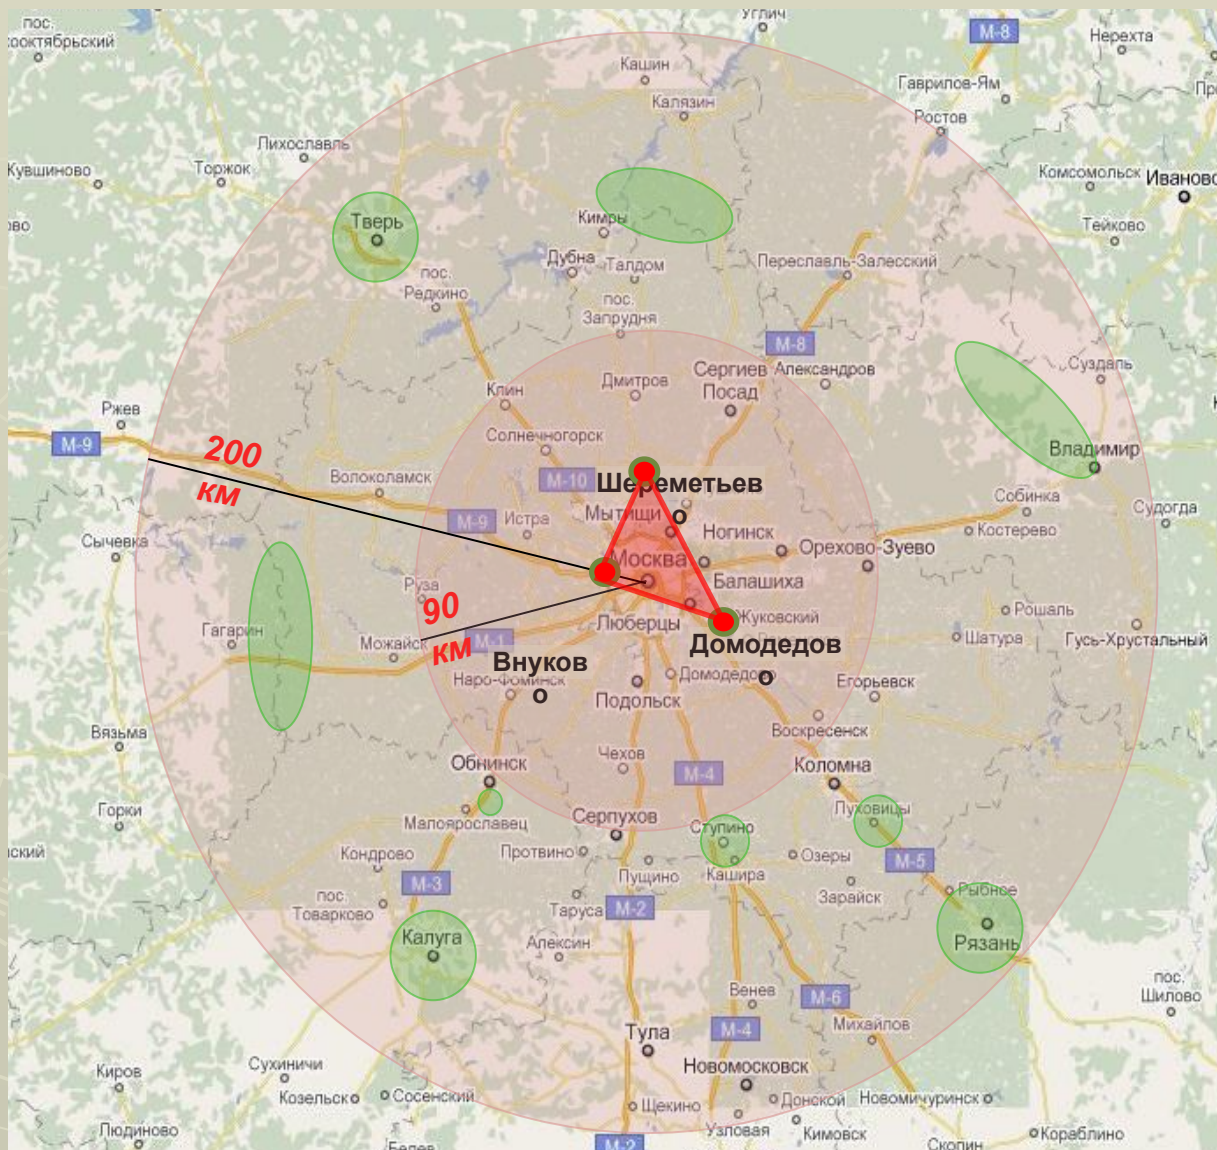 Углич
пос.
кооктябрьский
М-8
Нерехта
Кашин
Гаврилов-Ям
Калязин
Ростов
Лихославль
Кувшиново
Торжок
Комсомольск
Иваново
Тверь
Кимры
Тейково
Дубна
Талдом
Переславль-Залесский
пос.
Редкино
пос.
Запрудня
М-8
Сергиев
Посад
Александров
Суздаль
Дмитров
Клин
Ржев
М-9
Солнечногорск
Владимир
200
км
Волоколамск
М-10
Шереметьев
о
Собинка
Судогда
М-9
Истра
Мытищи
Ногинск
Костерево
Сычевка
Москва
Орехово-Зуево
Балашиха
Руза
90
км
Люберцы
Жуковский
Рошаль
Гагарин
Можайск
М-1
Домодедов
о
Шатура
Гусь-Хрустальный
Внуков
о
Наро-Фоминск
Домодедово
Егорьевск
Подольск
Вязьма
Воскресенск
Чехов
Обнинск
М-4
Коломна
Горки
Малоярославец
Серпухов
Ступино
Луховицы
нский
Кондрово
Протвино
Озеры
М-5
М-3
Пущино
Кашира
Зарайск
Рыбное
пос.
Товарково
Таруса
М-2
Калуга
Алексин
Рязань
пос.
Шилово
Венев
М-6
Тула
М-4
Михайлов
Киров
Сухиничи
Новомосковск
Козельск
Сосенский
Щекино
Донской
Новомичуринск
Людиново
М-2
Узловая
Кимовск
Скопин
Кораблино
Белев